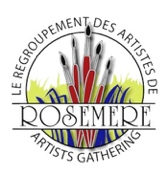 LE REGROUPEMENT DES ARTISTES DE
ROSEMERE
ARTISTS GATHERING